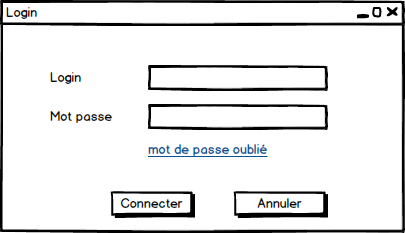 Login
Login
Mot passe
mot de passe oublié
Connecter
Annuler